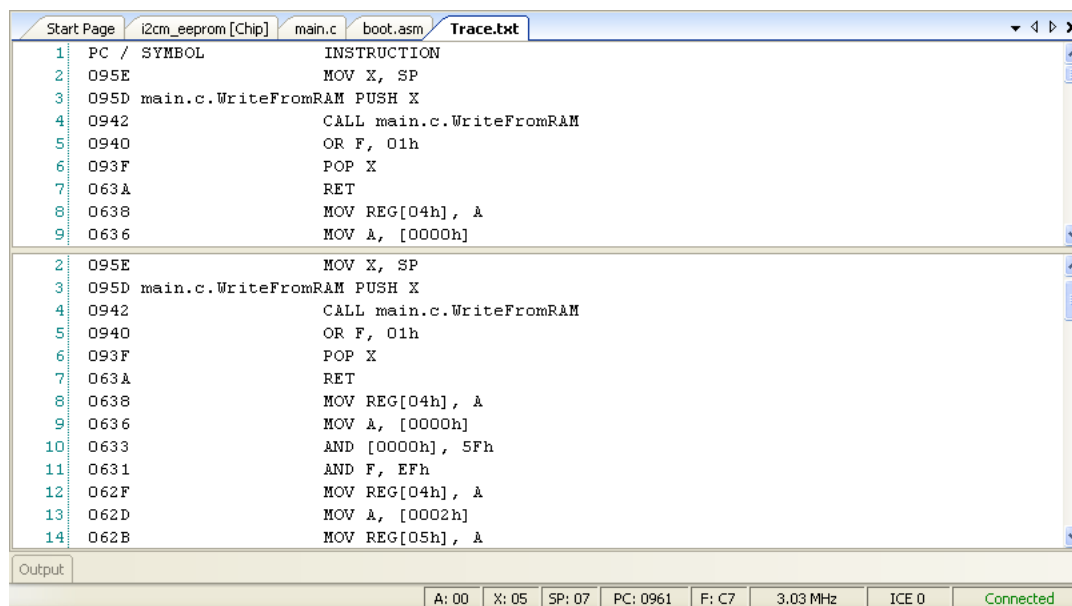 Start Page i2cm_eeprom [Chip] main.c boot.asm Trace.txt
1 PC / SYMBOL INSTRUCTION
2 095E MOV X, SP
3 095D main.c.WriteFromRAM PUSH X
4 0942 CALL main.c.WriteFromRAM
5 0940 OR F, 01h
6 093F POP X
7 063A RET
8 0638 MOV REG[04h], A
9 0636 MOV A, [0000h]
2 095E MOV X, SP
3 095D main.c.WriteFromRAM PUSH X
4 0942 CALL main.c.WriteFromRAM
5 0940 OR F, 01h
6 093F POP X
7 063A RET
8 0638 MOV REG[04h], A
9 0636 MOV A, [0000h]
10 0633 AND [0000h], 5Fh
11 0631 AND F, EFh
12 062F MOV REG[04h], A
13 062D MOV A, [0002h]
14 062B MOV REG[05h], A
Output
A: 00 X: 05 SP: 07 PC: 0961 F: C7 3.03 MHz ICE 0 Connected